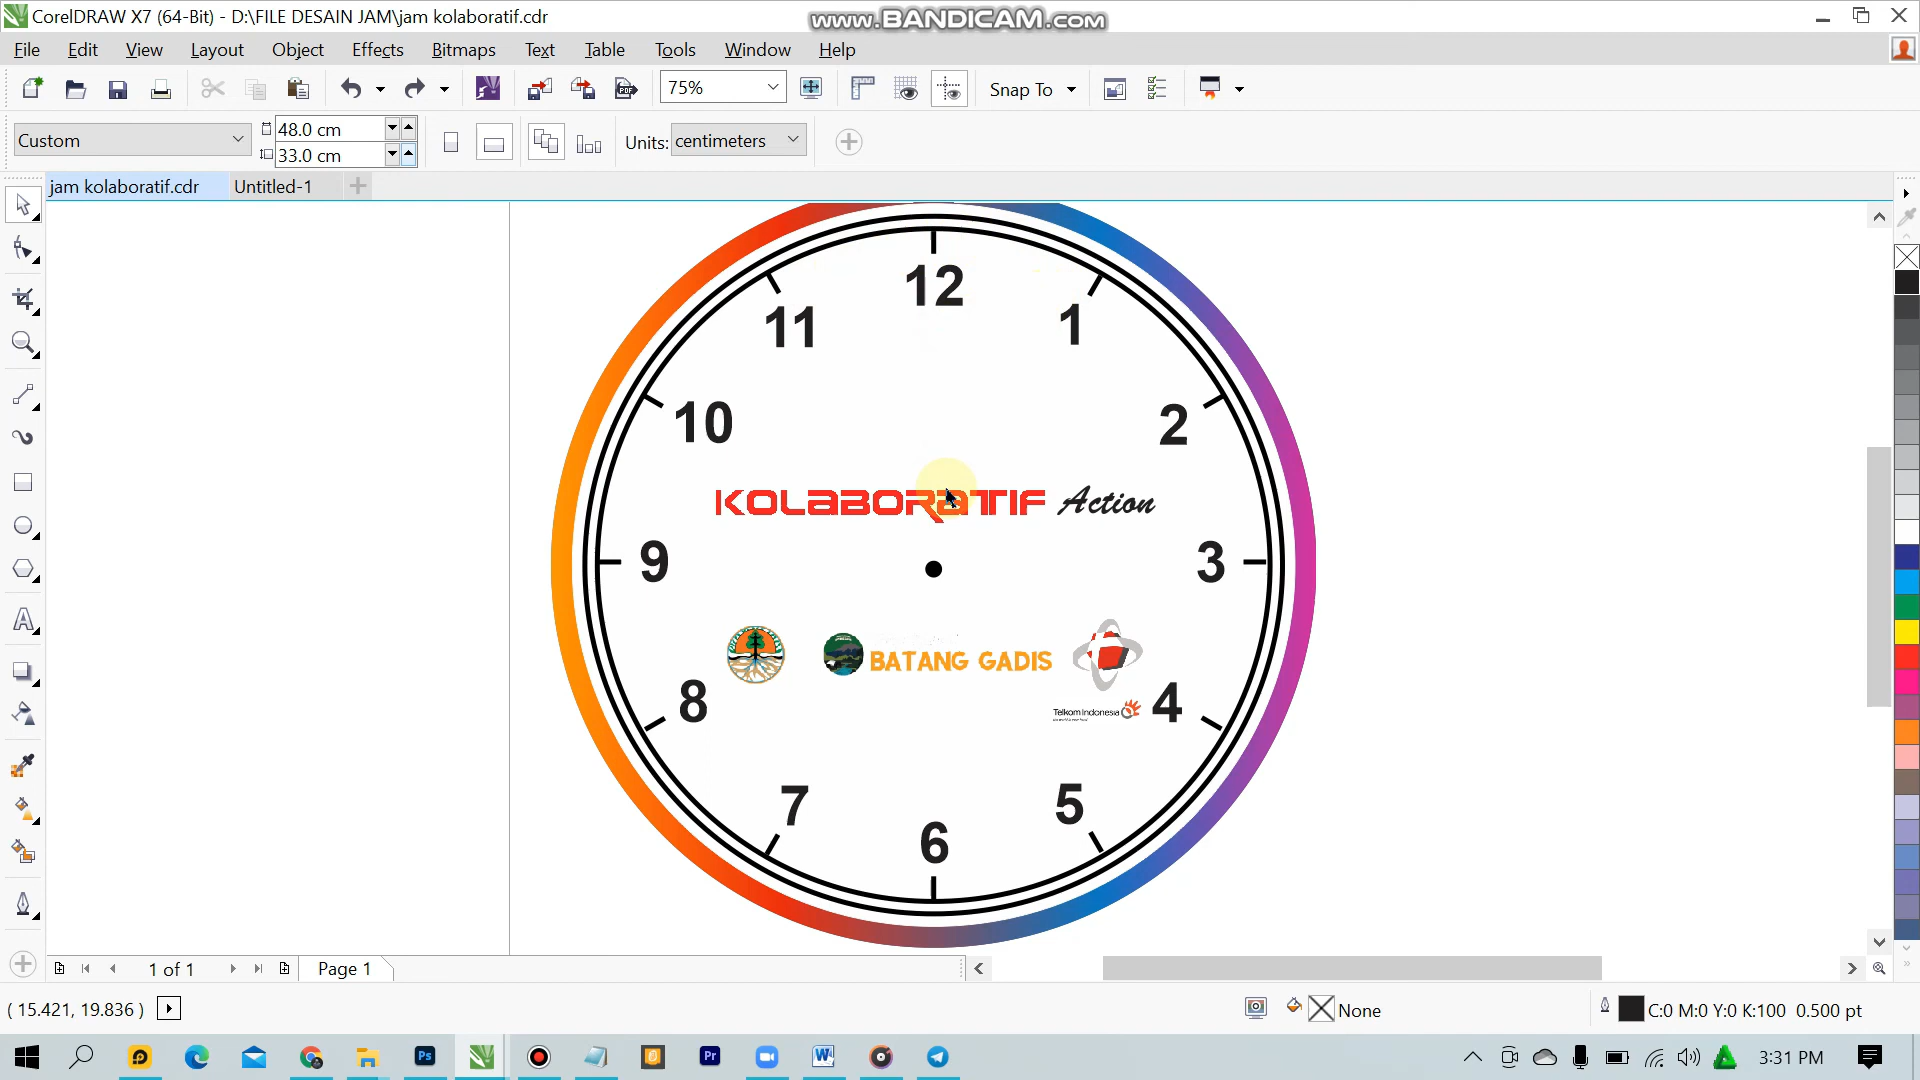 CorelDRAW X7 (64-Bit) - D:\FILE DESAIN JAM\jam kolaboratif.cdr
www.BANDICAM.com
File Edit View Layout Object Effects Bitmaps Text Table Tools Window Help
PDF 75% Snap To
Custom 48.0 cm Units: centimeters
33.0 cm
jam kolaboratif.cdr Untitled-1
12
11 1
10 2
KOLABORATIF Action
9 3
BATANG GADIS
8 4
Telkom Indonesia
7 5
6
1 of 1 Page 1
( 15.421, 19.836 ) None C:0 M:0 Y:0 K:100 0.500 pt
Ps Pr W 3:31 PM